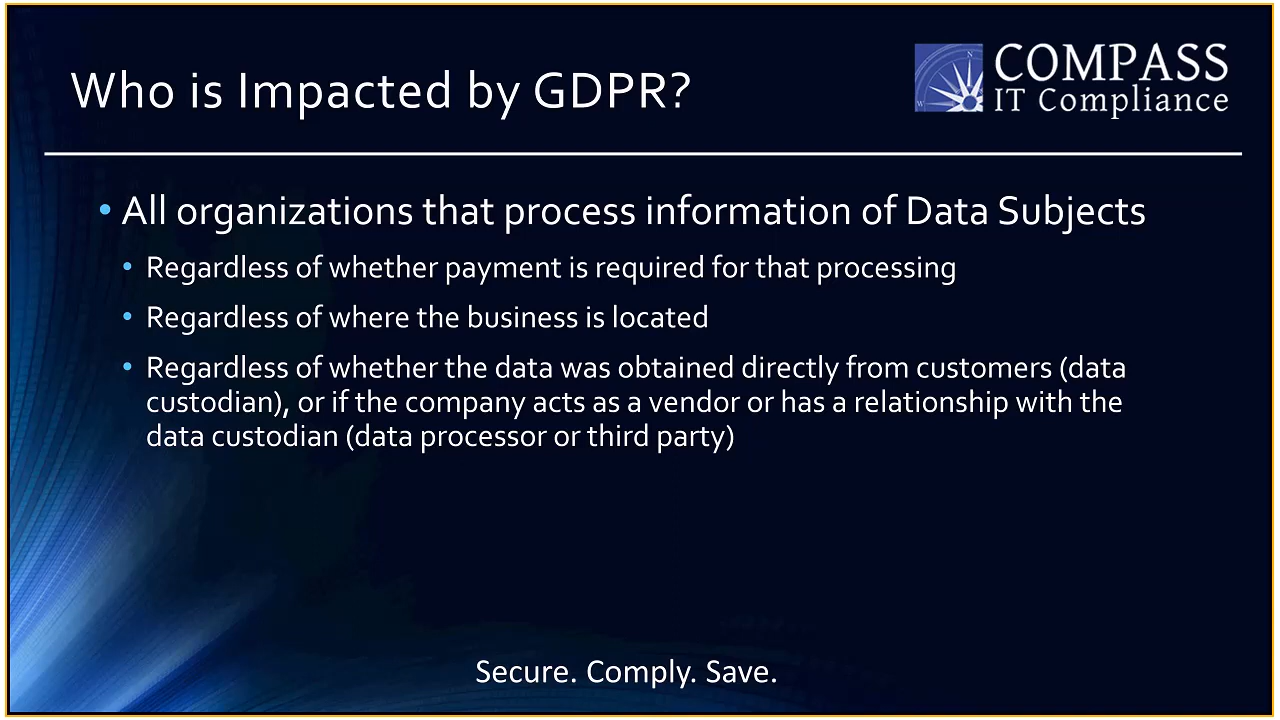 Who is Impacted by GDPR?
COMPASS
IT Compliance
• All organizations that process information of Data Subjects
• Regardless of whether payment is required for that processing
• Regardless of where the business is located
• Regardless of whether the data was obtained directly from customers (data
custodian), or if the company acts as a vendor or has a relationship with the
data custodian (data processor or third party)
Secure. Comply. Save.